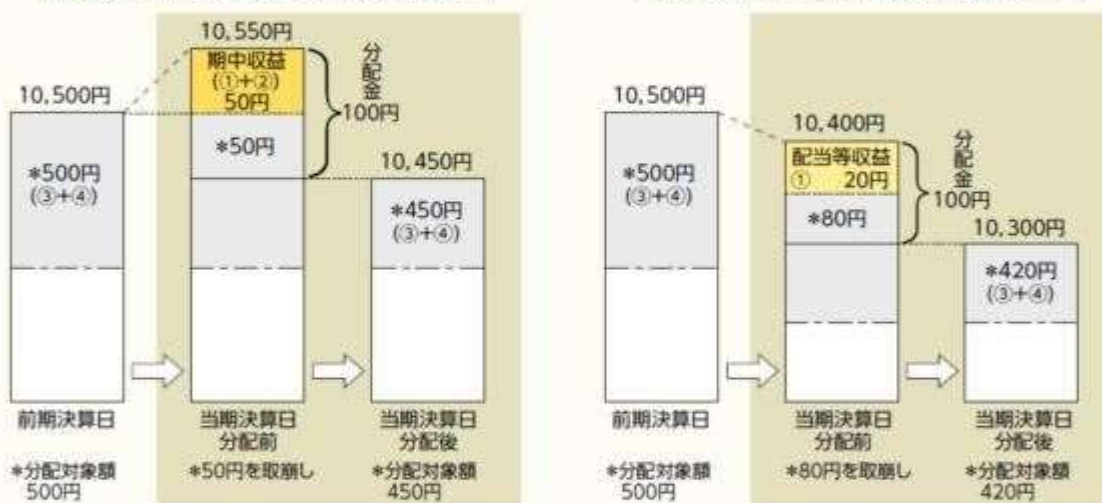 10,550円
期中収益
(①+②)
50円
分配金
100円
10,500円
*500円
(③+④)
*50円
10,450円
*450円
(③+④)
前期決算日
当期決算日
分配前
当期決算日
分配後
*分配対象額
500円
*50円を取崩し
*分配対象額
450円
10,500円
*500円
(③+④)
10,400円
配当等収益
① 20円
分配金
100円
*80円
10,300円
*420円
(③+④)
前期決算日
当期決算日
分配前
当期決算日
分配後
*分配対象額
500円
*80円を取崩し
*分配対象額
420円